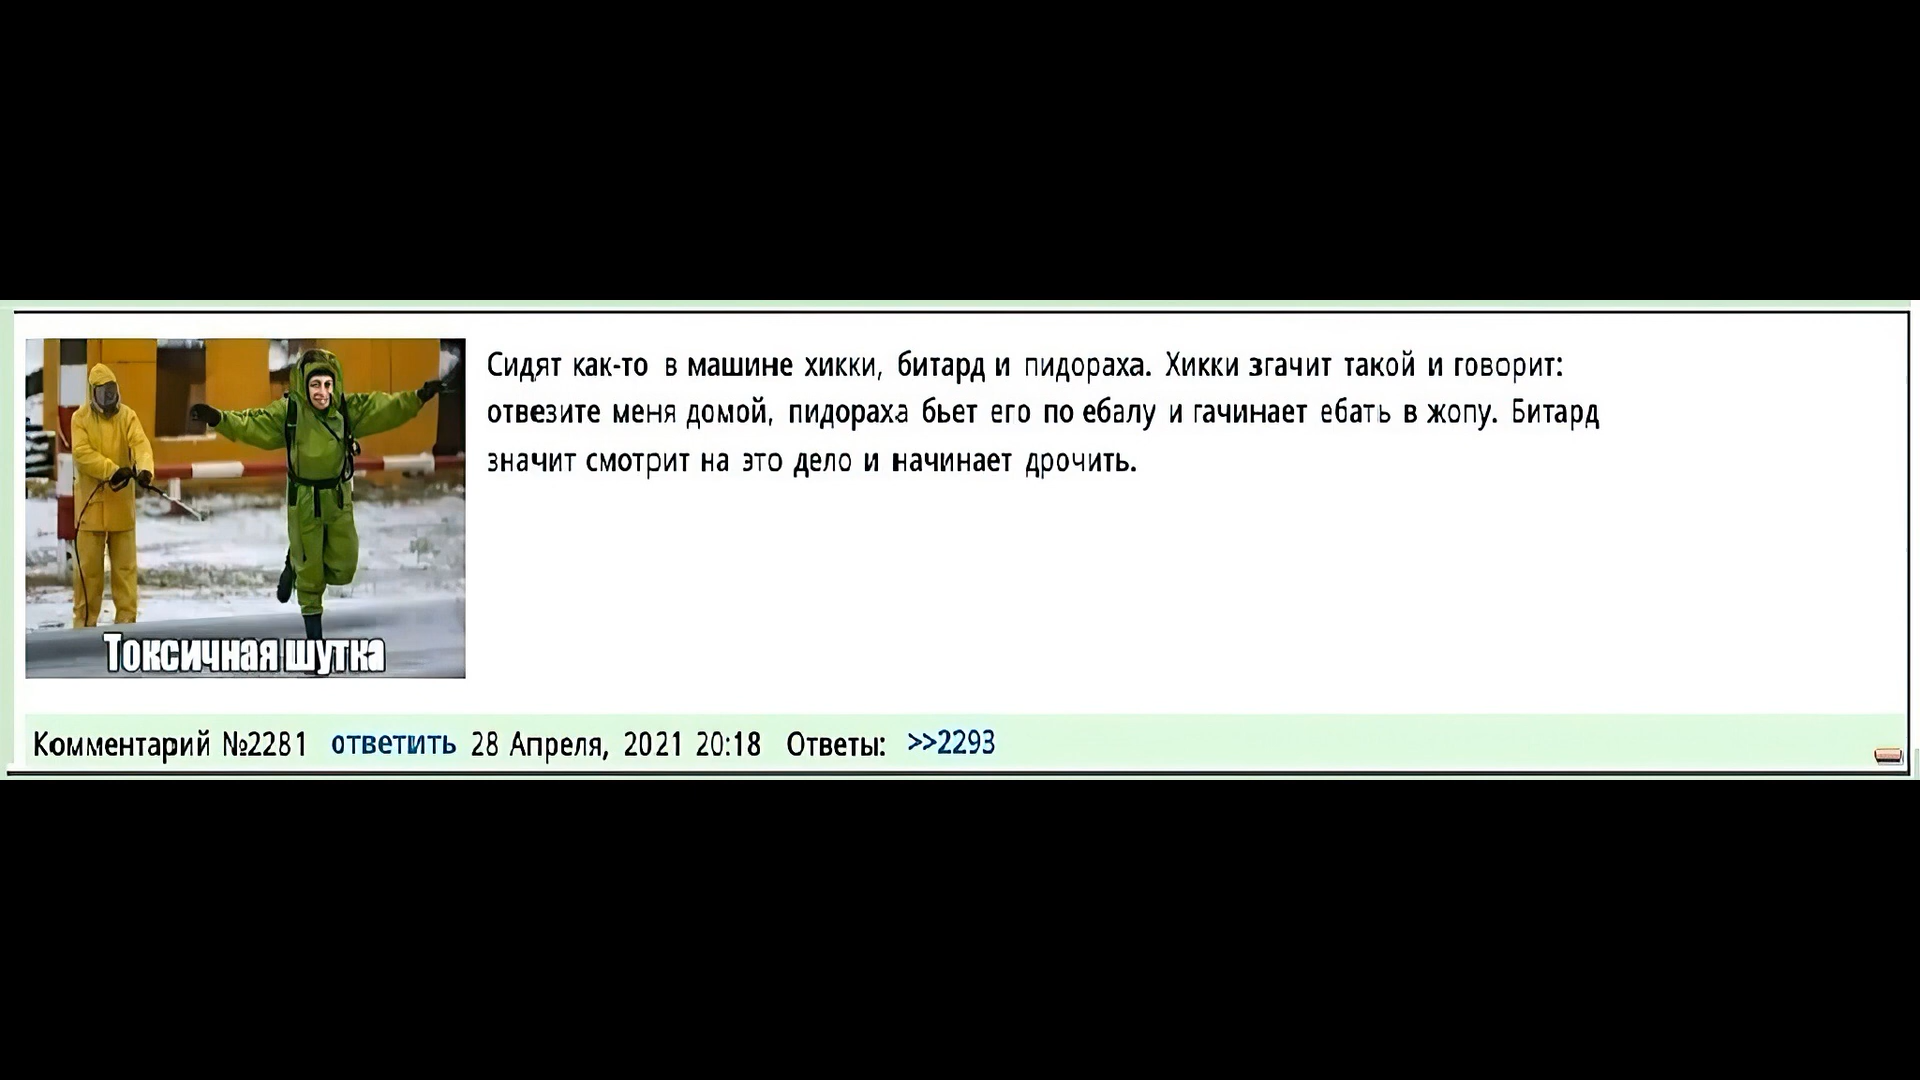 Сидят как-то в машине хикки, битард и пидораха. Хикки згачит такой и говорит:
отвезите меня домой, пидораха бьет его по ебалу и гачинает ебать в жопу. Битард
значит смотрит на это дело и начинает дрочить.
Токсичная шутка
Комментарий №2281 ответить 28 Апреля, 2021 20:18 Ответы: >>2293